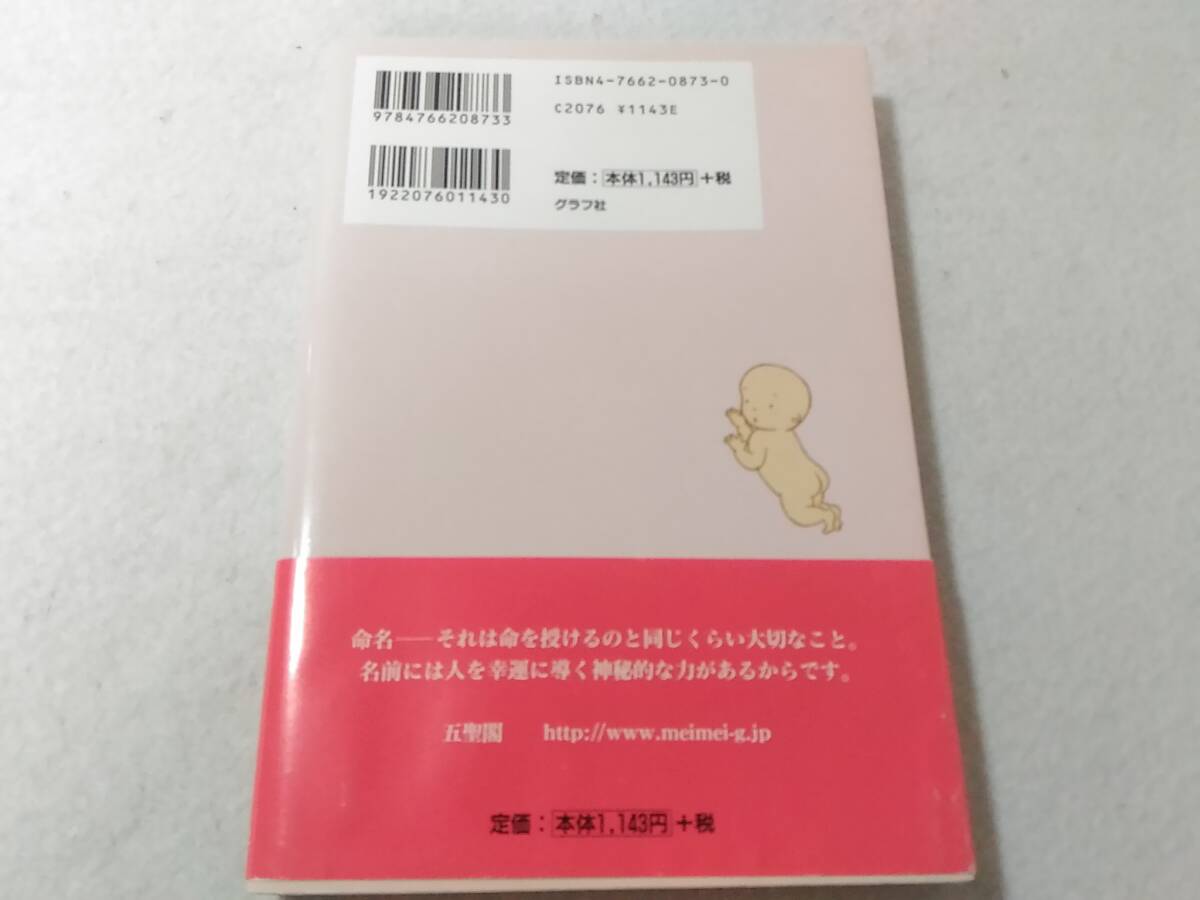 ISBN4-7662-0873-0
9784766208733
C2076 ¥1143E
1922076011430
定価：本体1,143円＋税
グラフ社
命名──それは命を授けるのと同じくらい大切なこと。
名前には人を幸運に導く神秘的な力があるからです。
五聖閣 http://www.meimei-g.jp
定価：本体1,143円＋税